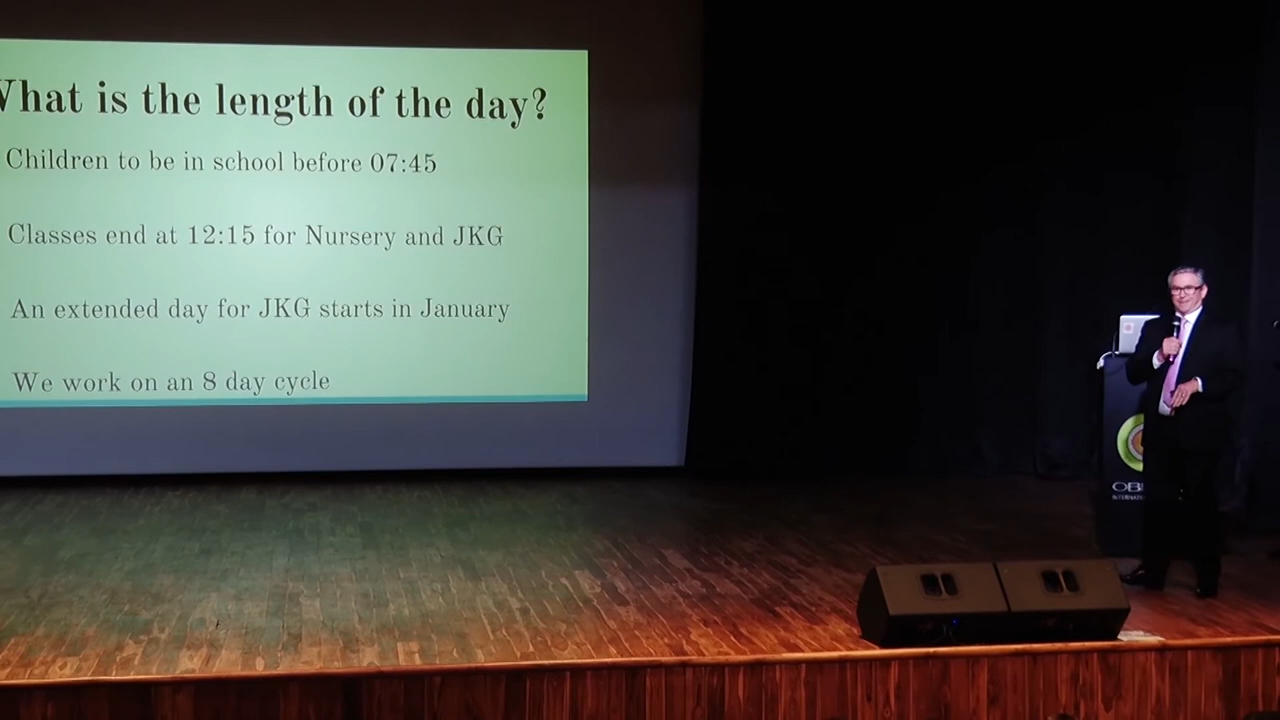 What is the length of the day?
Children to be in school before 07:45
Classes end at 12:15 for Nursery and JKG
An extended day for JKG starts in January
We work on an 8 day cycle